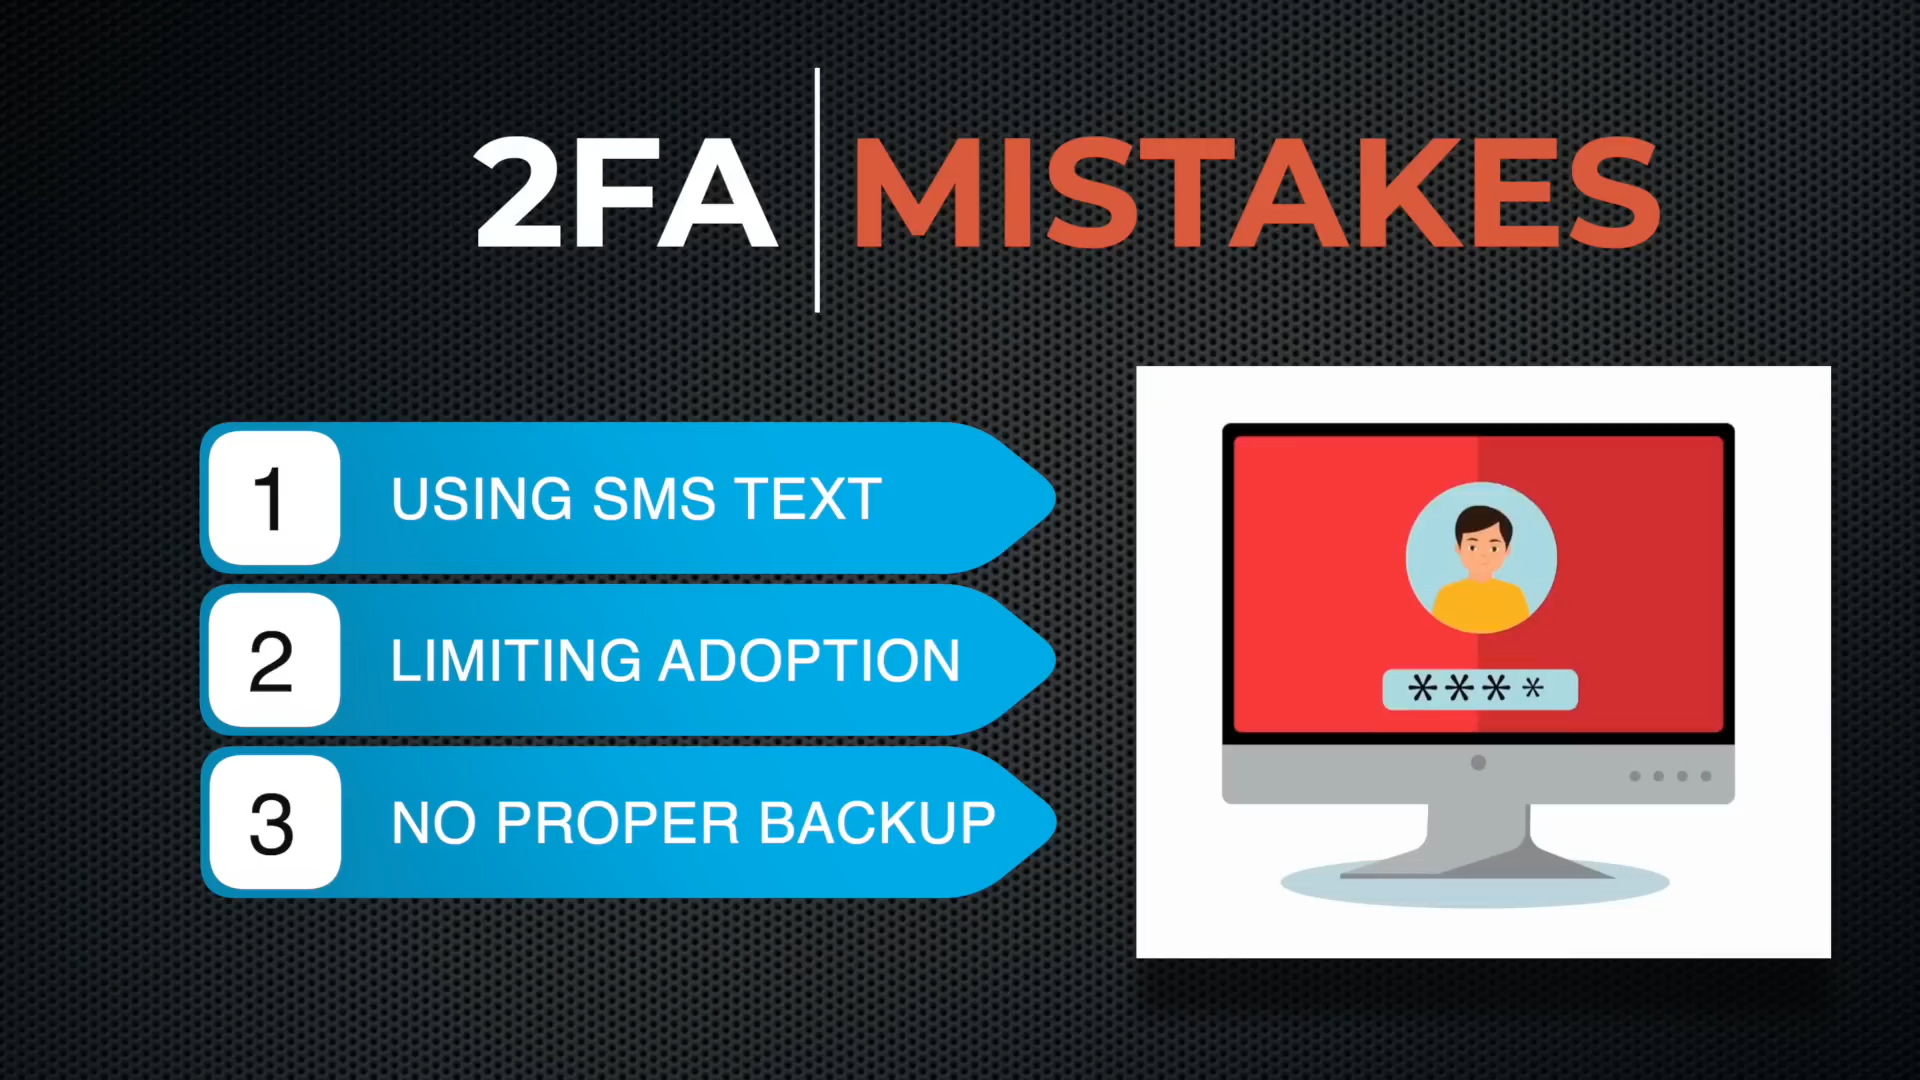 2FA MISTAKES
1 USING SMS TEXT
2 LIMITING ADOPTION
3 NO PROPER BACKUP
****